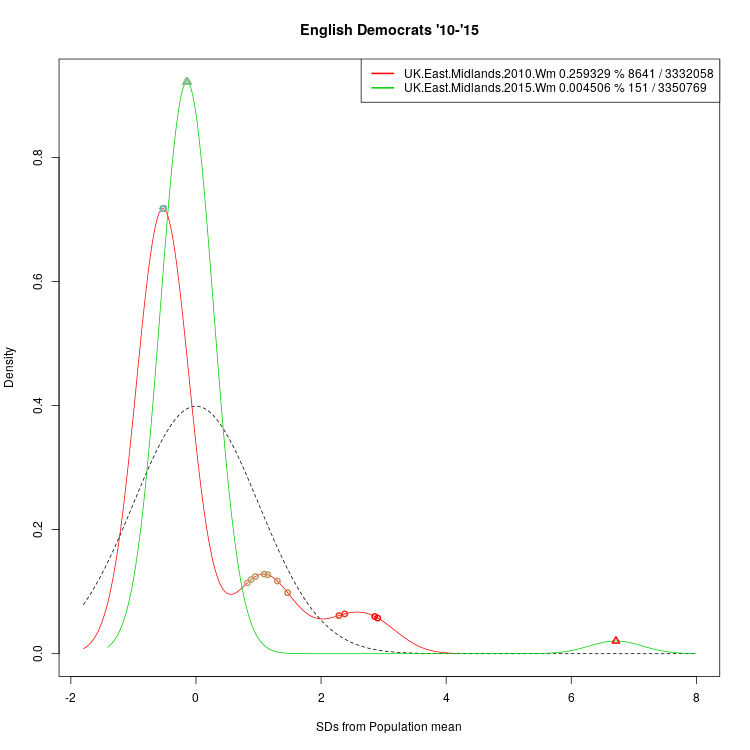 English Democrats '10-'15
UK.East.Midlands.2010.Wm 0.259329 % 8641 / 3332058
UK.East.Midlands.2015.Wm 0.004506 % 151 / 3350769
Density
0.8
0.6
0.4
0.2
0.0
-2 0 2 4 6 8
SDs from Population mean